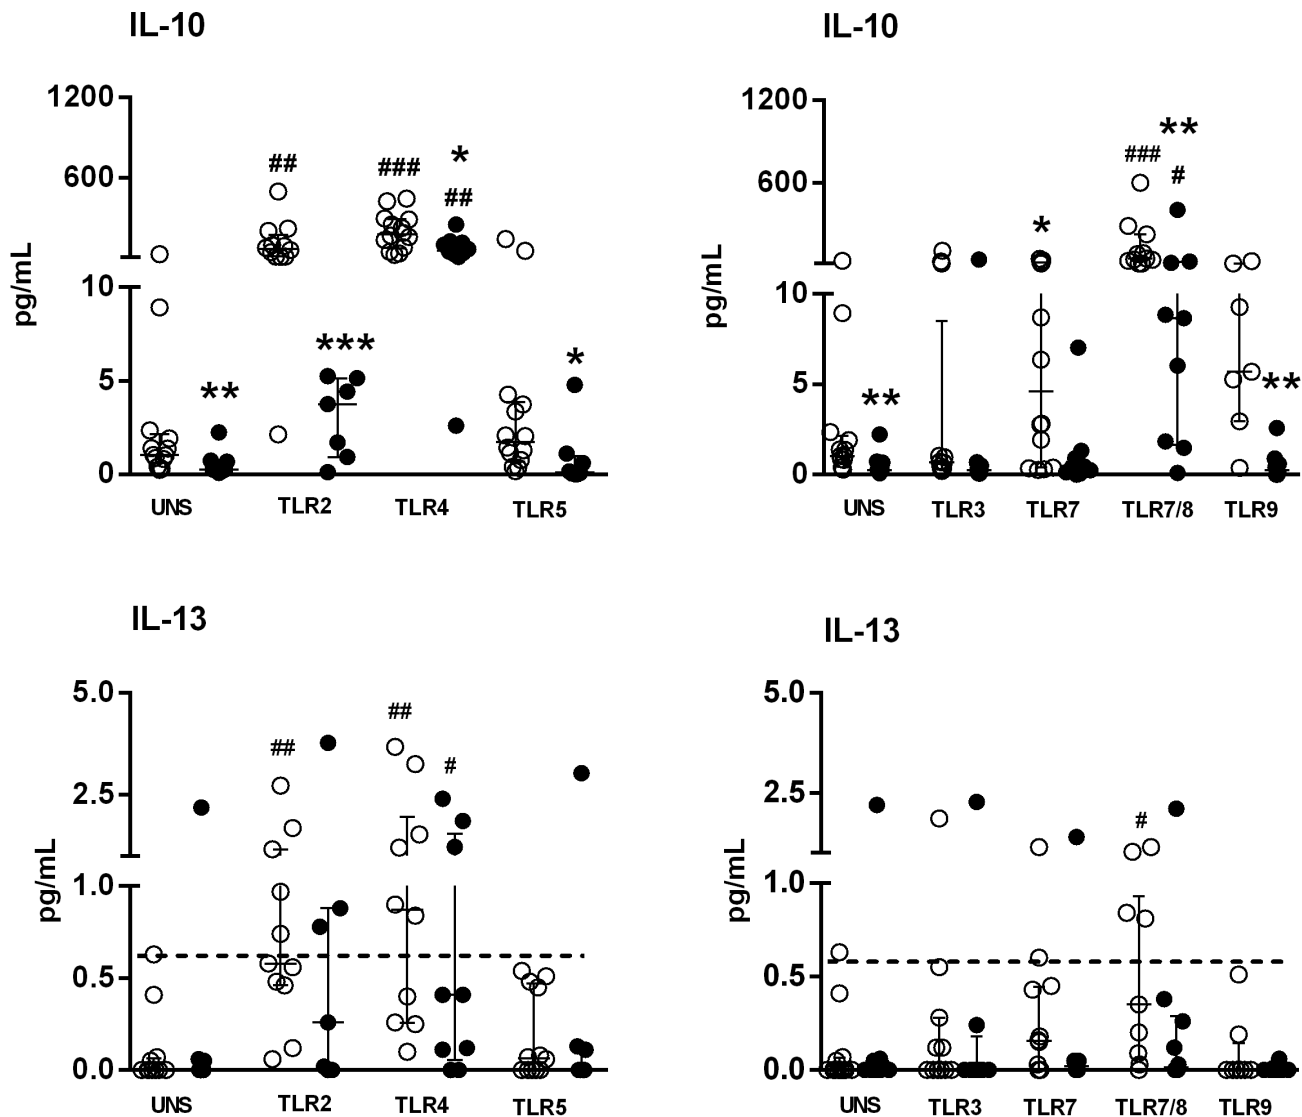 IL-10
1200
600
10
5
0
pg/mL
##
###
*
##
**
***
*
UNS
TLR2
TLR4
TLR5
IL-10
1200
600
10
5
0
pg/mL
**
###
#
*
**
**
UNS
TLR3
TLR7
TLR7/8
TLR9
IL-13
5.0
2.5
1.0
0.5
0.0
pg/mL
##
##
#
UNS
TLR2
TLR4
TLR5
IL-13
5.0
2.5
1.0
0.5
0.0
pg/mL
#
UNS
TLR3
TLR7
TLR7/8
TLR9